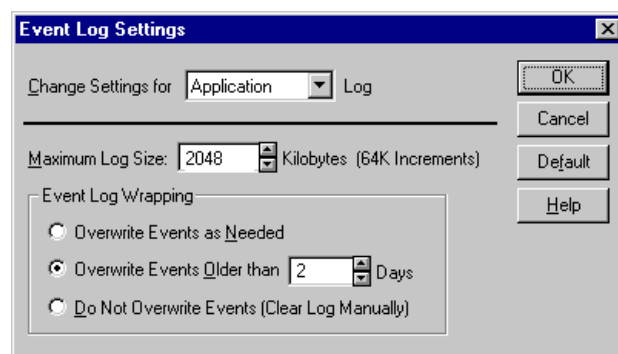 Event Log Settings
Change Settings for Application Log
OK
Cancel
Maximum Log Size: 2048 Kilobytes (64K Increments)
Default
Event Log Wrapping
Help
Overwrite Events as Needed
Overwrite Events Older than 2 Days
Do Not Overwrite Events (Clear Log Manually)